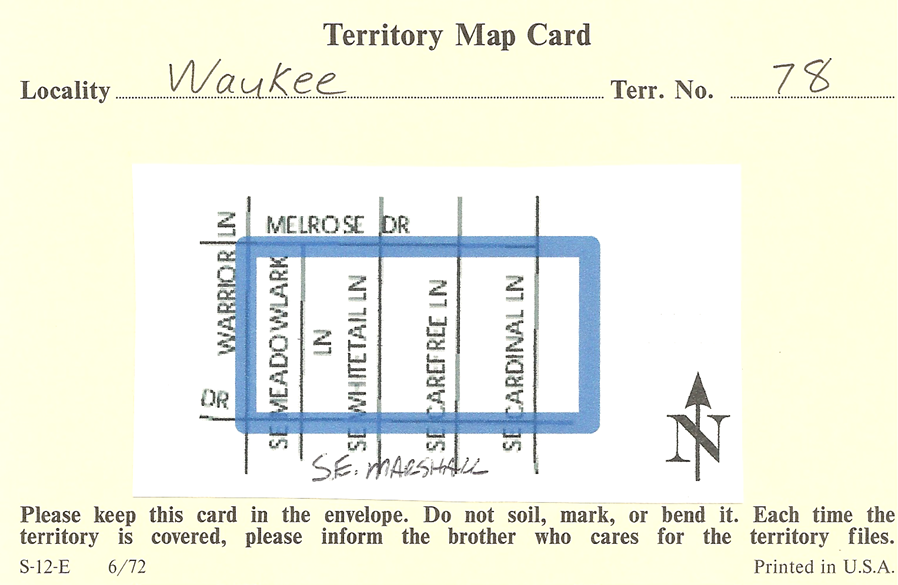 Territory Map Card
Locality Waukee Terr. No. 78
MELROSE DR
WARRIOR LN
SE MEADOWLARK LN
SE WHITETAIL LN
SE CAREFREE LN
SE CARDINAL LN
DR
S.E. MARSHALL
N
Please keep this card in the envelope. Do not soil, mark, or bend it. Each time the
territory is covered, please inform the brother who cares for the territory files.
S-12-E 6/72 Printed in U.S.A.